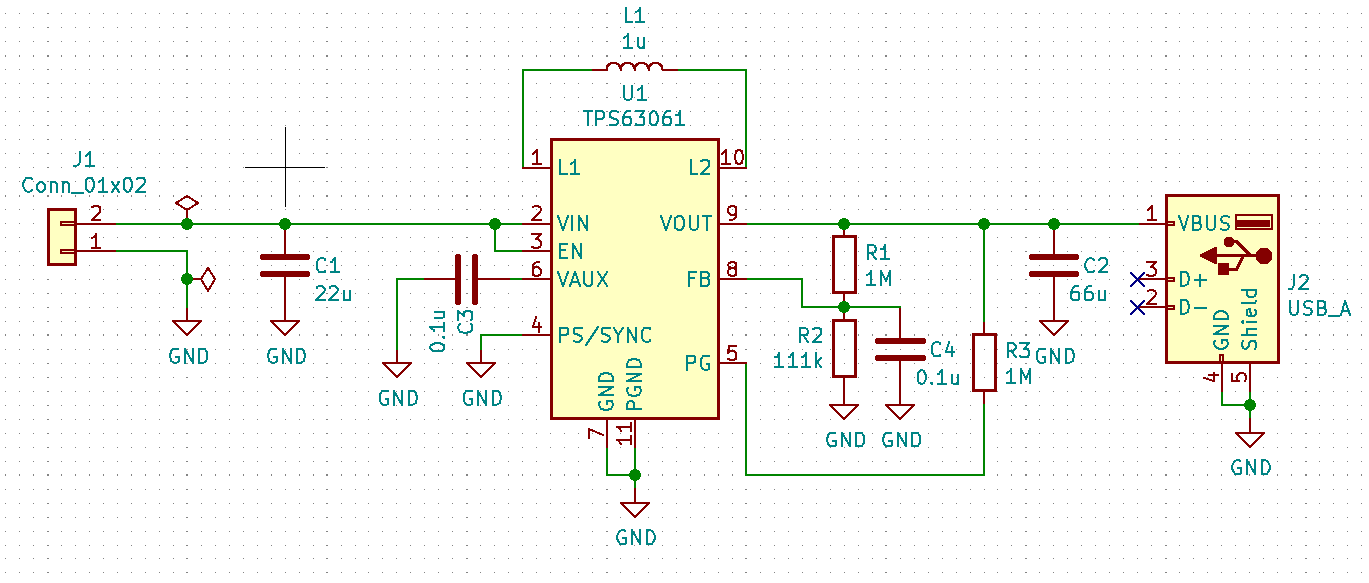 L1
1u
U1
TPS63061
J1
Conn_01x02
2
1
GND
C1
22u
GND
0.1u
C3
GND
GND
1
L1
2
VIN
3
EN
6
VAUX
4
PS/SYNC
GND
PGND
7
11
GND
L2
10
VOUT
9
FB
8
PG
5
R1
1M
R2
111k
GND
C4
0.1u
GND
R3
1M
C2
66u
GND
1
VBUS
3
D+
2
D-
GND
Shield
4
5
J2
USB_A
GND